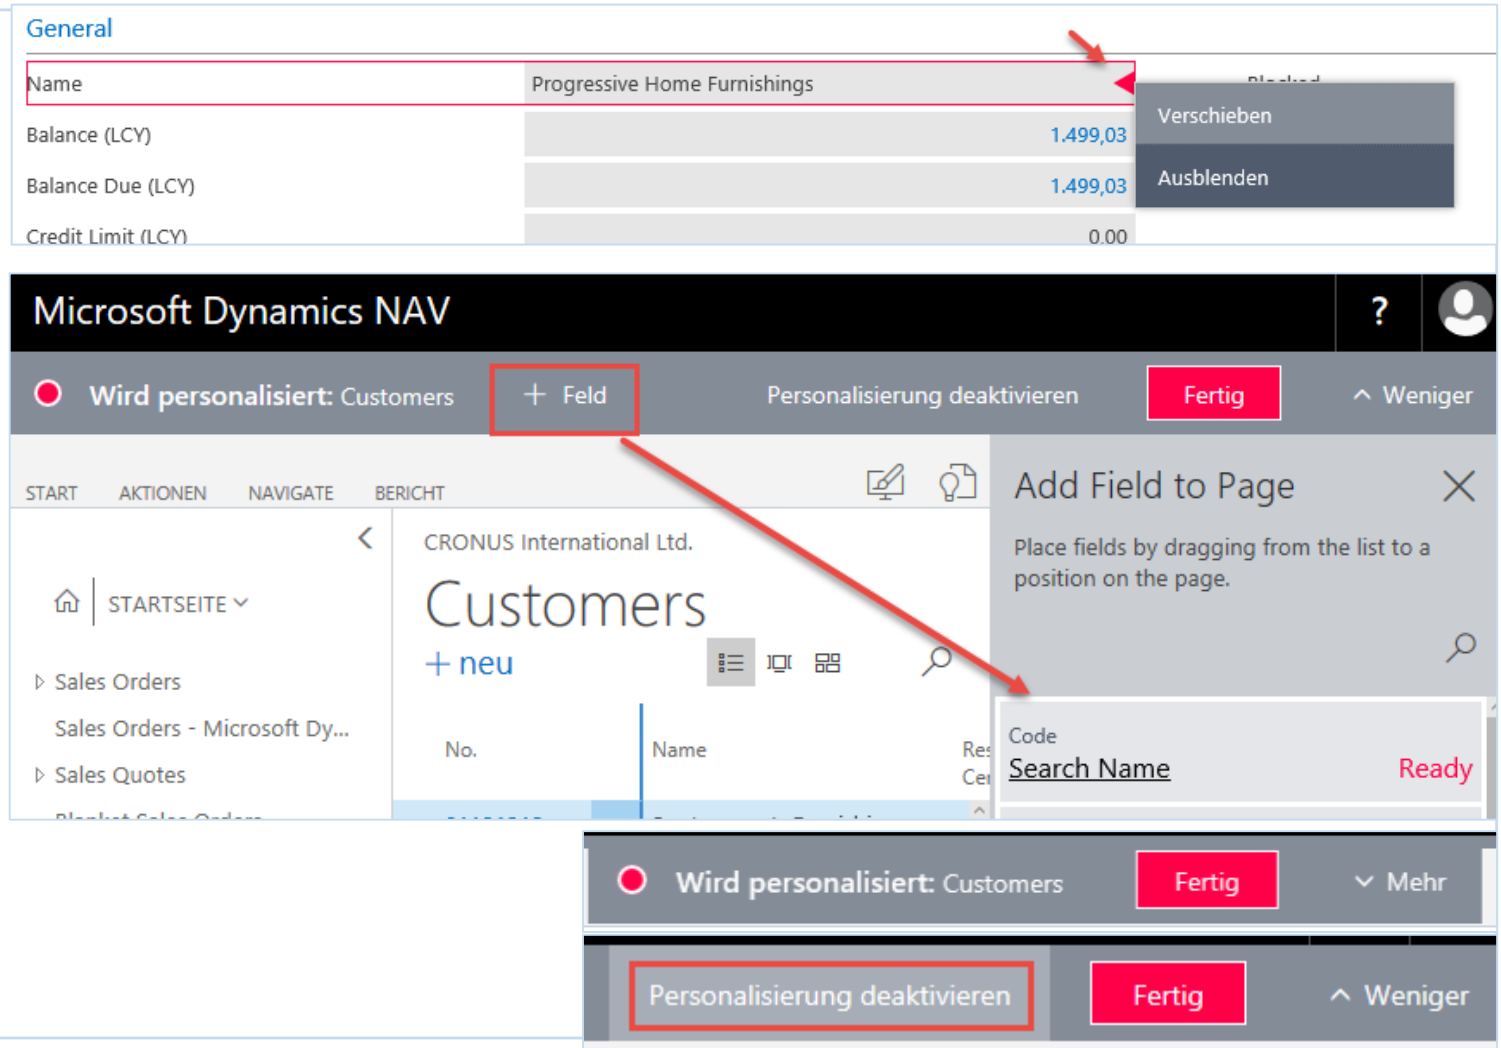 General
Name
Progressive Home Furnishings
Blocked
Verschieben
Balance (LCY)
1.499,03
Balance Due (LCY)
1.499,03
Ausblenden
Credit Limit (LCY)
0.00
Microsoft Dynamics NAV
?
Wird personalisiert: Customers
+ Feld
Personalisierung deaktivieren
Fertig
Weniger
START
AKTIONEN
NAVIGATE
BERICHT
Add Field to Page
Place fields by dragging from the list to a
position on the page.
STARTSEITE
CRONUS International Ltd.
Customers
+ neu
Sales Orders
Sales Orders - Microsoft Dy...
Sales Quotes
Blanket Sales Orders
No.
Name
Code
Search Name
Ready
Wird personalisiert: Customers
Fertig
Mehr
Personalisierung deaktivieren
Fertig
Weniger